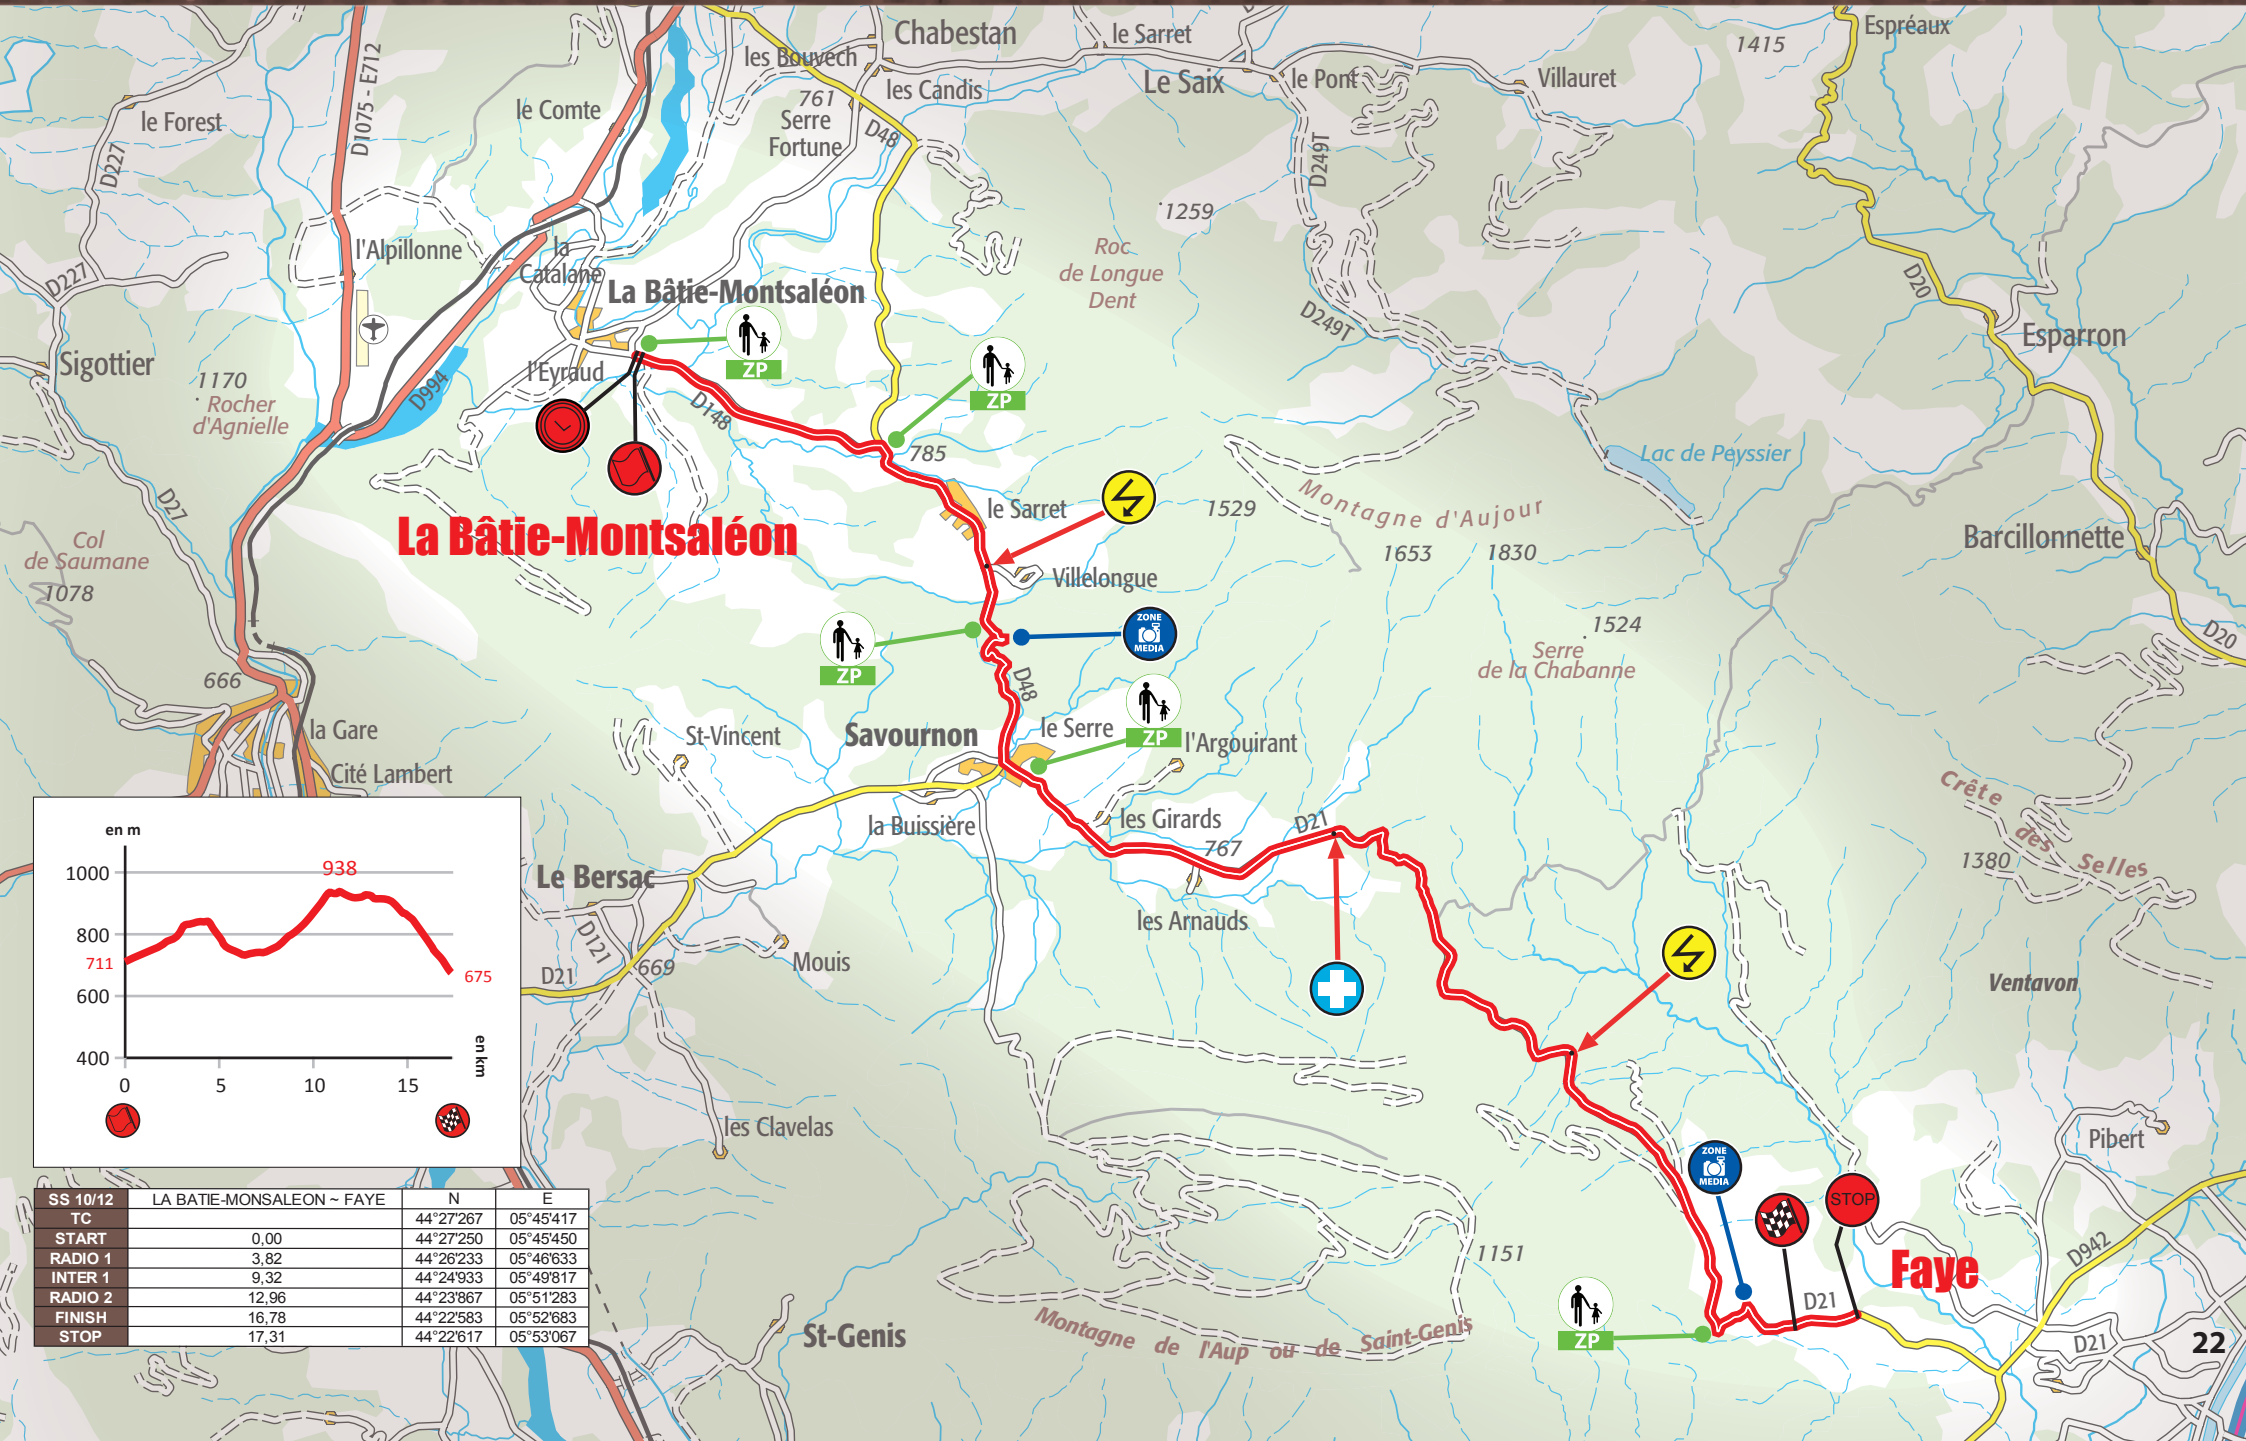 Chabestan
le Sarret
Espréaux
1415
les Bouvech
Le Saix
le Pont
Villauret
les Candis
D1075 - E712
le Comte
761
Serre
Fortune
D48
le Forest
D227
D249T
1259
l'Alpillonne
la
Catalane
Roc
de Longue
Dent
D227
D20
La Bâtie-Montsaléon
D249T
Esparron
ZP
Sigottier
1170
Rocher
d'Agnielle
l'Eyraud
D994
D148
ZP
785
Lac de Peyssier
D27
le Sarret
1529
Montagne d'Aujour
1653
1830
La Bâtie-Montsaléon
Barcillonnette
Col
de Saumane
1078
Villelongue
ZONE
MEDIA
1524
Serre
de la Chabanne
D20
ZP
666
D48
la Gare
St-Vincent
Savournon
le Serre
ZP
l'Argouirant
Cité Lambert
la Buissière
les Girards
D21
767
Crête
des
Selles
1380
Le Bersac
les Arnauds
D121
D21
669
Mouis
Ventavon
en m
1000
938
800
711
675
600
400
en km
0
5
10
15
les Clavelas
Pibert
ZONE
MEDIA
STOP
SS 10/12 LA BATIE-MONSALEON ~ FAYE N E
TC 44°27'267 05°45'417
START 0,00 44°27'250 05°45'450
RADIO 1 3,82 44°26'233 05°46'633
INTER 1 9,32 44°24'933 05°49'817
RADIO 2 12,96 44°23'867 05°51'283
FINISH 16,78 44°22'583 05°52'683
STOP 17,31 44°22'617 05°53'067
1151
Faye
D942
D21
ZP
St-Genis
Montagne de l'Aup ou de Saint-Genis
D21
22